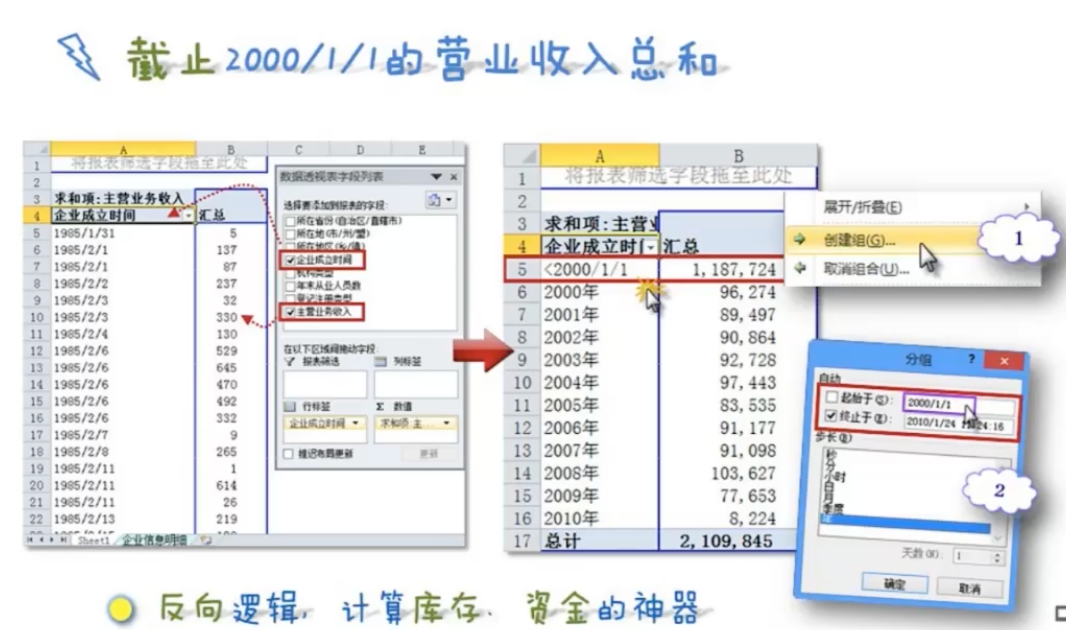 截止2000/1/1的营业收入总和
A B C D E
1 将报表筛选字段拖至此处
2
3 求和项:主营业务收入
4 企业成立时间 汇总
5 1985/1/31 5
6 1985/2/1 137
7 1985/2/1 87
8 1985/2/2 237
9 1985/2/3 32
10 1985/2/3 330
11 1985/2/4 130
12 1985/2/6 529
13 1985/2/6 645
14 1985/2/6 470
15 1985/2/6 492
16 1985/2/6 332
17 1985/2/7 9
18 1985/2/8 265
19 1985/2/11 1
20 1985/2/11 614
21 1985/2/11 26
22 1985/2/13 219
Sheet1 企业信息明细
数据透视表字段列表
选择要添加到报表的字段:
所在省份(自治区/直辖市)
所在地(市/州/盟)
所在地区(乡/镇)
企业成立时间
机构类型
年末从业人员数
登记注册类型
主营业务收入
在以下区域间拖动字段:
报表筛选 列标签
行标签 Σ 数值
企业成立时间 求和项:主...
推迟布局更新 更新
A B
1 将报表筛选字段拖至此处
2
3 求和项:主营业
4 企业成立时间 汇总
5 <2000/1/1 1,187,724
6 2000年 96,274
7 2001年 89,497
8 2002年 90,864
9 2003年 92,728
10 2004年 97,443
11 2005年 83,535
12 2006年 91,177
13 2007年 91,098
14 2008年 103,627
15 2009年 77,653
16 2010年 8,224
17 总计 2,109,845
展开/折叠(E)
创建组(G)...
取消组合(U)...
1
分组 ? ×
自动
起始于(S): 2000/1/1
终止于(E): 2010/1/24
步长(B)
秒
分
小时
日
月
季度
年
2
天数(N): 1
确定 取消
反向逻辑, 计算库存、资金的神器